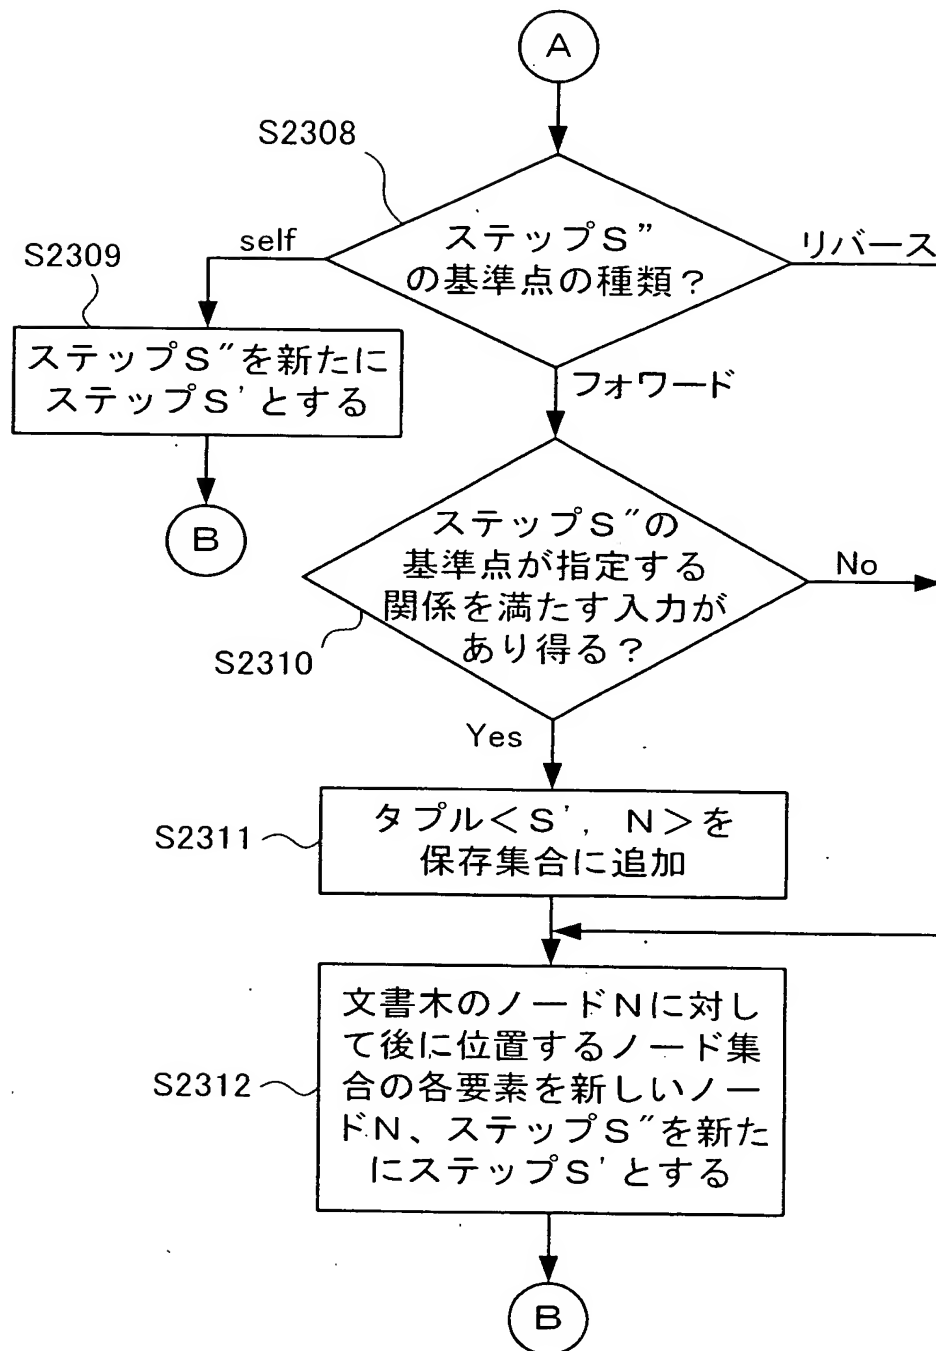 A
S2308
ステップS”
の基準点の種類？
self
リバース
S2309
ステップS″を新たに
ステップS’とする
フォワード
B
ステップS″の
基準点が指定する
関係を満たす入力が
あり得る？
No
S2310
Yes
タプル＜S’，N＞を
保存集合に追加
S2311
文書木のノードNに対し
て後に位置するノード集
合の各要素を新しいノー
ドN、ステップS″を新た
にステップS’とする
S2312
B